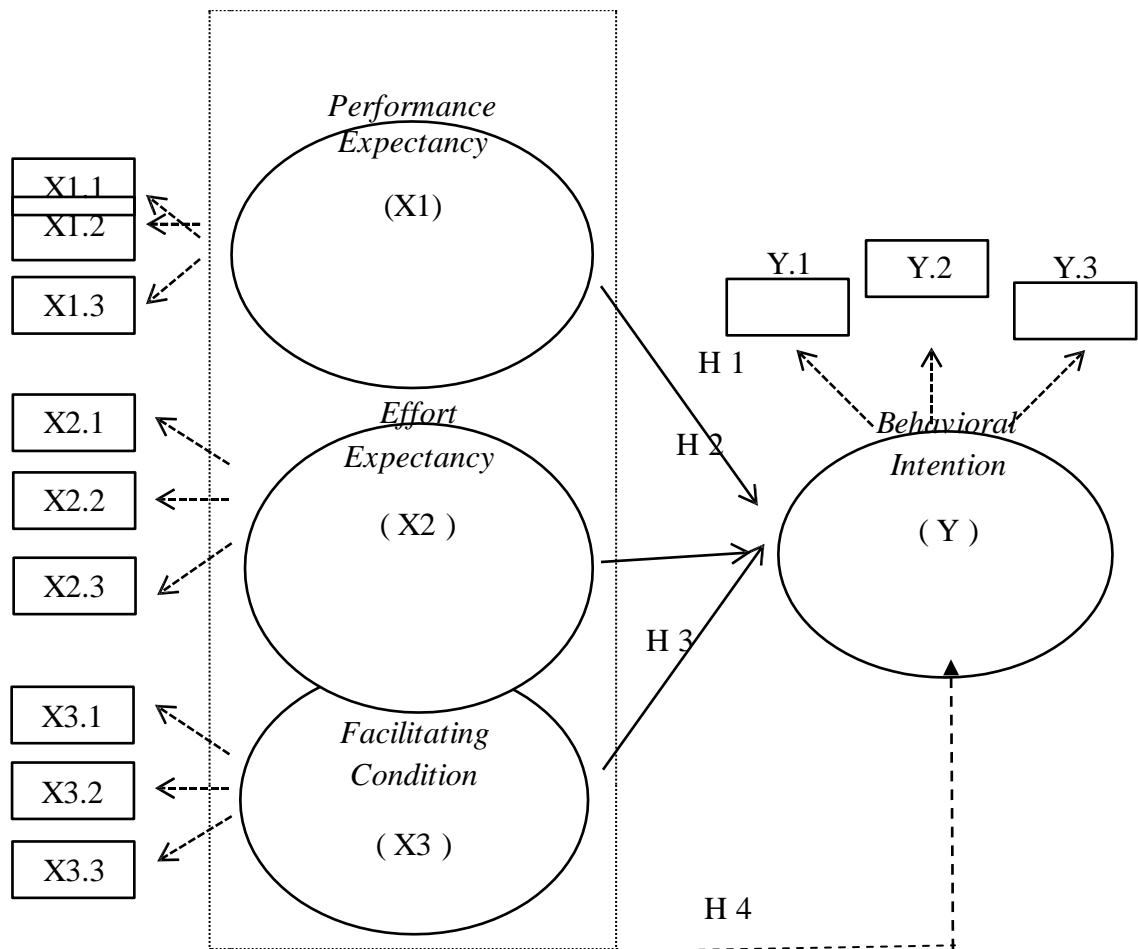 Performance
Expectancy
(X1)
X1.1
X1.2
X1.3
Y.1
Y.2
Y.3
H 1
Effort
Expectancy
( X2 )
X2.1
X2.2
X2.3
H 2
Behavioral
Intention
( Y )
H 3
Facilitating
Condition
( X3 )
X3.1
X3.2
X3.3
H 4